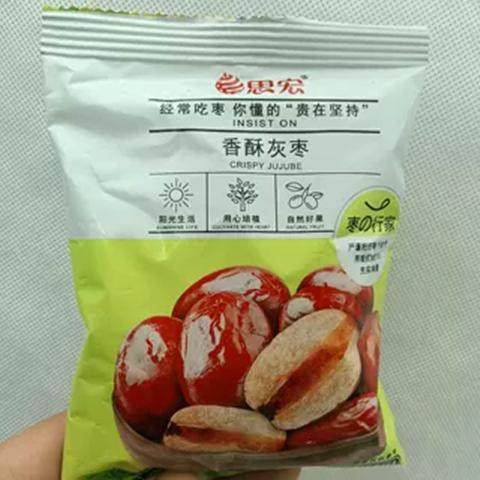 思宏®
经常吃枣 你懂的"贵在坚持"
INSIST ON
香酥灰枣
CRISPY JUJUBE
阳光生活 用心培植 自然好果
SUNSHINE LIFE CULTIVATE WITH HEART NATURAL FRUIT
枣の行家